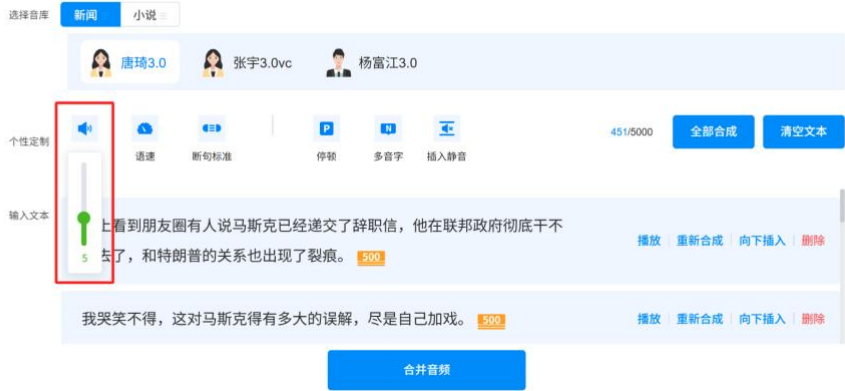 选择音库 新闻 小说
唐琦3.0 张宇3.0vc 杨富江3.0
个性定制 语速 断句标准 停顿 多音字 插入静音 451/5000 全部合成 清空文本
P N
输入文本
上看到朋友圈有人说马斯克已经递交了辞职信，他在联邦政府彻底干不
去了，和特朗普的关系也出现了裂痕。 500
播放 重新合成 向下插入 删除
5
我哭笑不得，这对马斯克得有多大的误解，尽是自己加戏。 500 播放 重新合成 向下插入 删除
合并音频